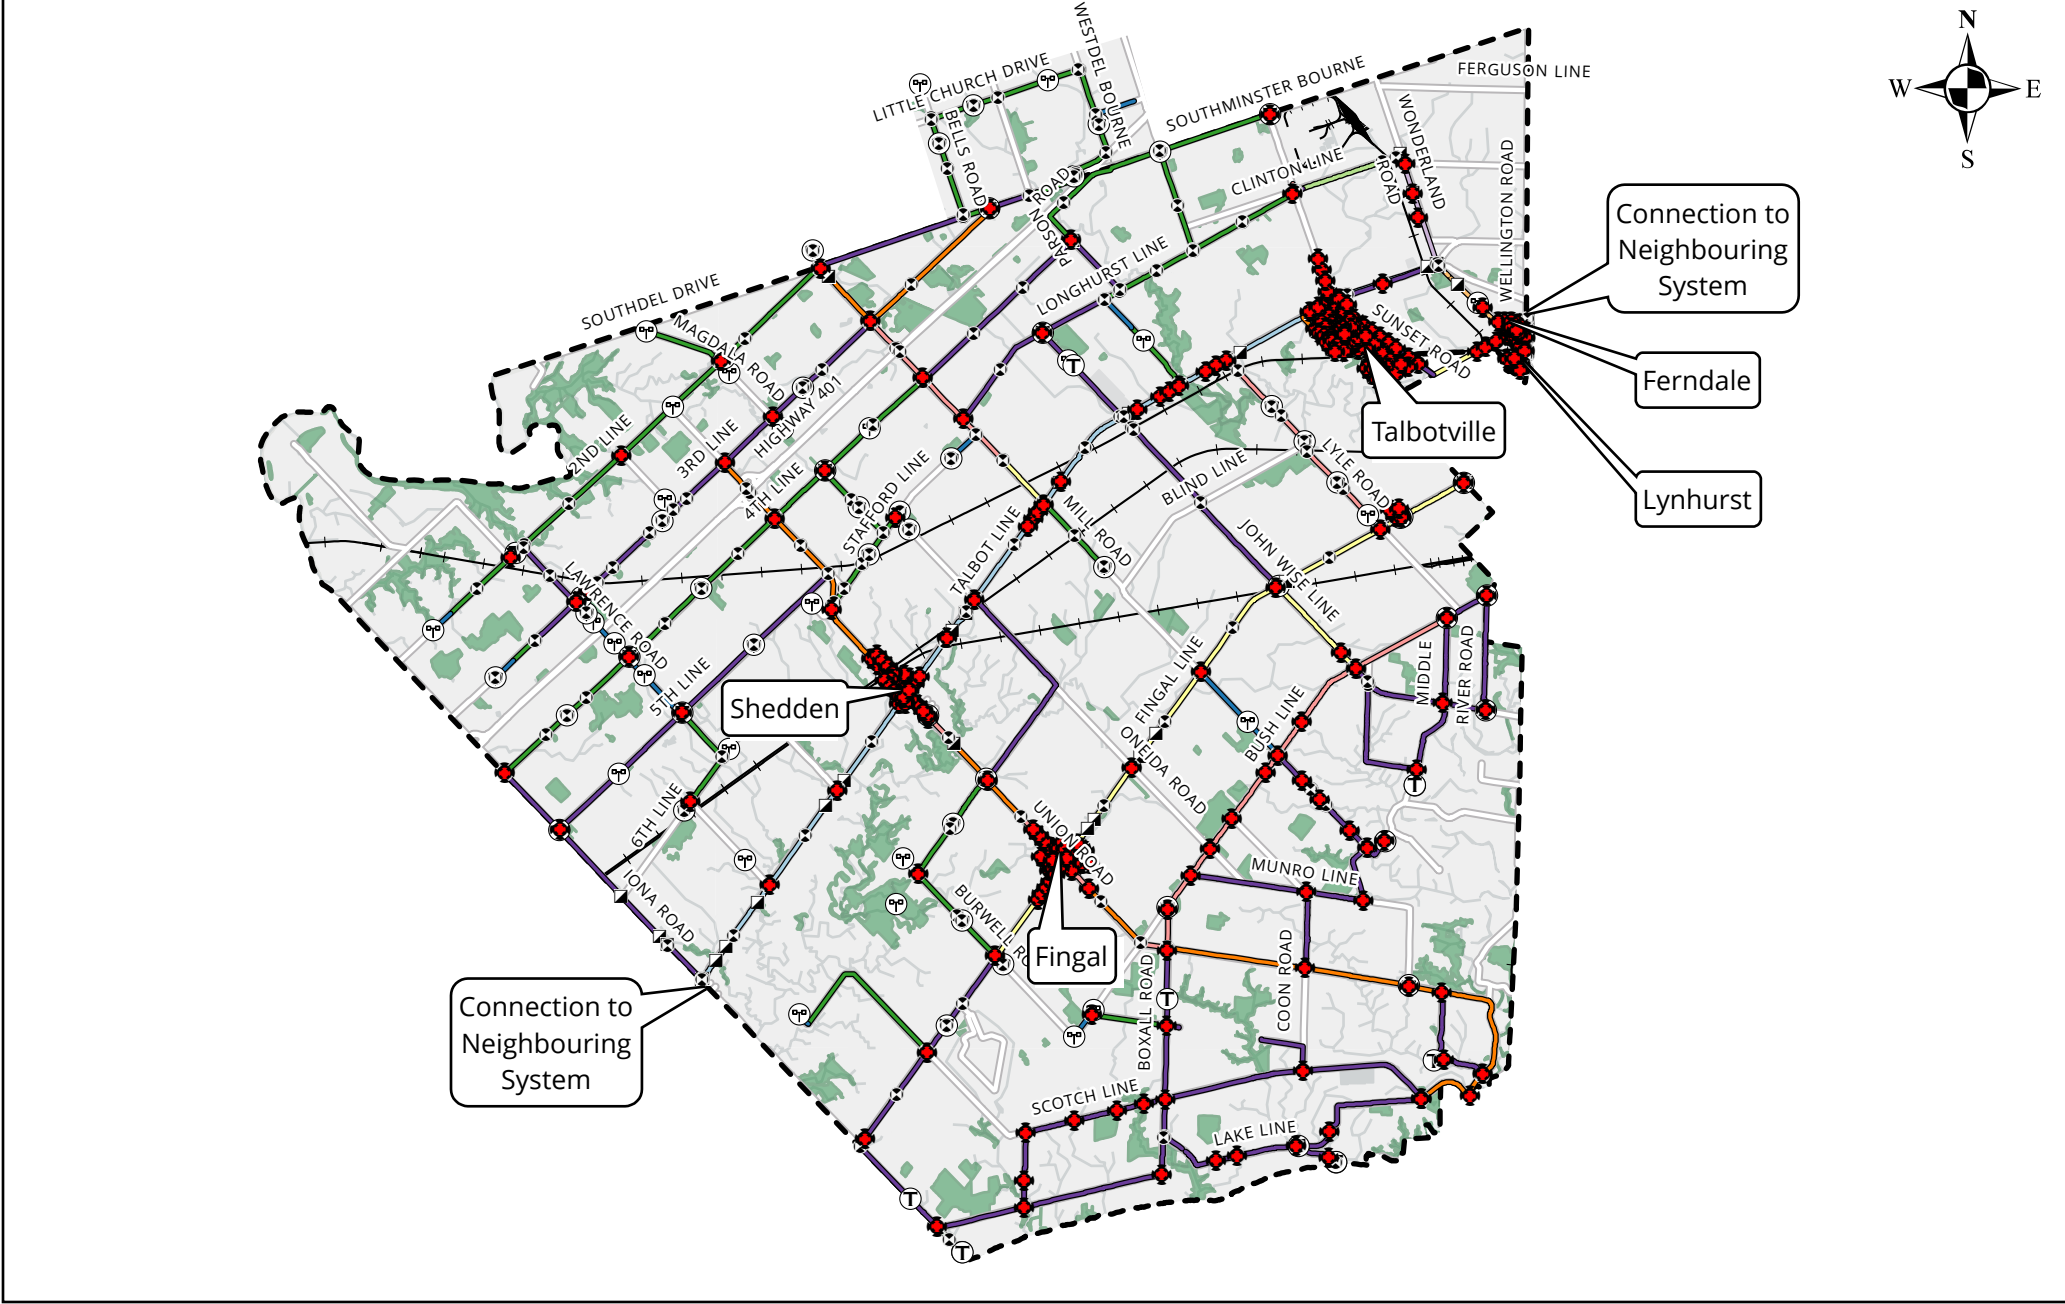 N
W
E
S
WESTDEL BOURNE
LITTLE CHURCH DRIVE
BELLS ROAD
SOUTHMINSTER BOURNE
FERGUSON LINE
WONDERLAND
ROAD
WELLINGTON ROAD
CLINTON LINE
PARSON
ROAD
LONGHURST LINE
SOUTHDEL DRIVE
MAGDALA ROAD
SUNSET ROAD
Connection to
Neighbouring
System
Ferndale
Talbotville
Lynhurst
2ND LINE
3RD LINE
HIGHWAY 401
4TH LINE
STAFFORD LINE
BLIND LINE
LYLE ROAD
MILL ROAD
TALBOT LINE
JOHN WISE LINE
LAWRENCE ROAD
5TH LINE
Shedden
FINGAL LINE
ONEIDA ROAD
BUSH LINE
MIDDLE
RIVER ROAD
6TH LINE
UNION ROAD
IONA ROAD
MUNRO LINE
BURWELL RO
Fingal
BOXALL ROAD
COON ROAD
Connection to
Neighbouring
System
SCOTCH LINE
LAKE LINE
T
T
T
T
T
T